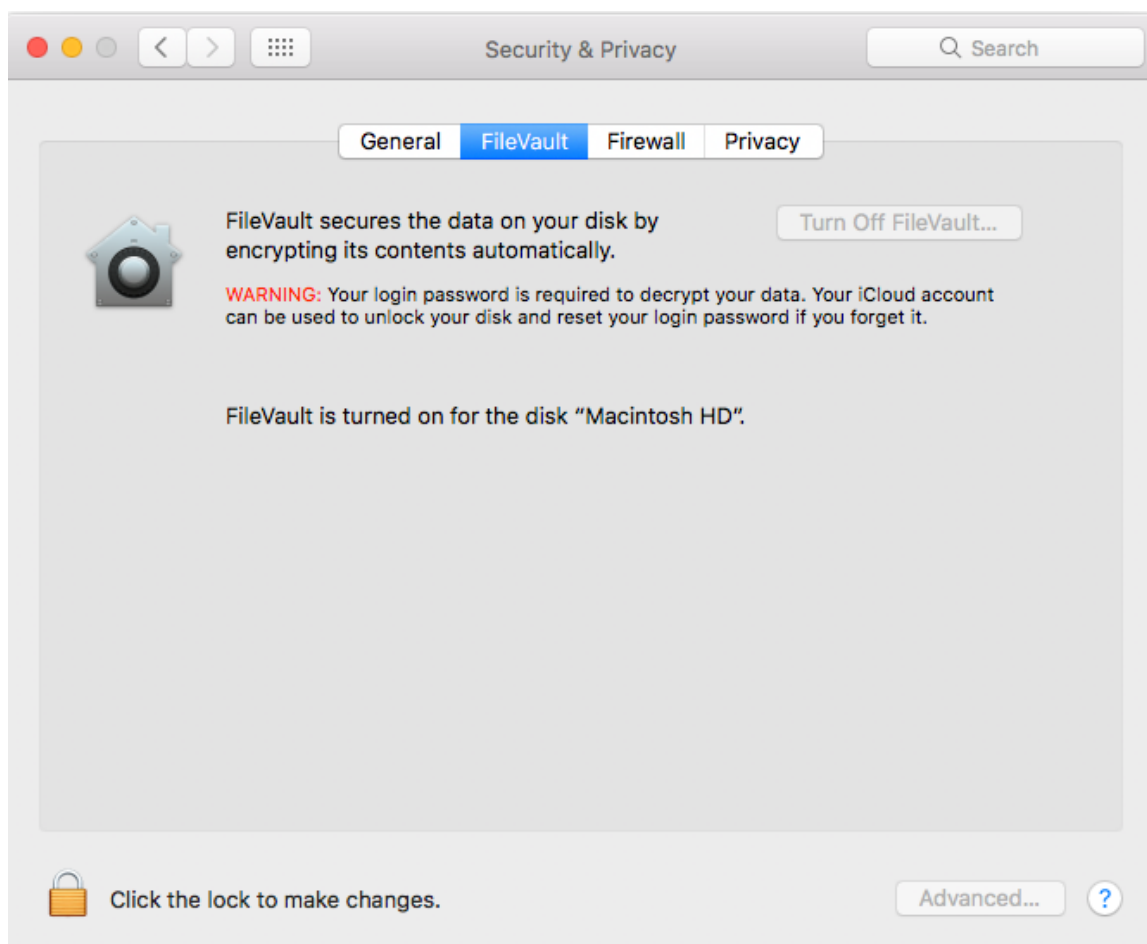 Security & Privacy
Search
General
FileVault
Firewall
Privacy
FileVault secures the data on your disk by
encrypting its contents automatically.
Turn Off FileVault...
WARNING: Your login password is required to decrypt your data. Your iCloud account
can be used to unlock your disk and reset your login password if you forget it.
FileVault is turned on for the disk “Macintosh HD”.
Click the lock to make changes.
Advanced...
?